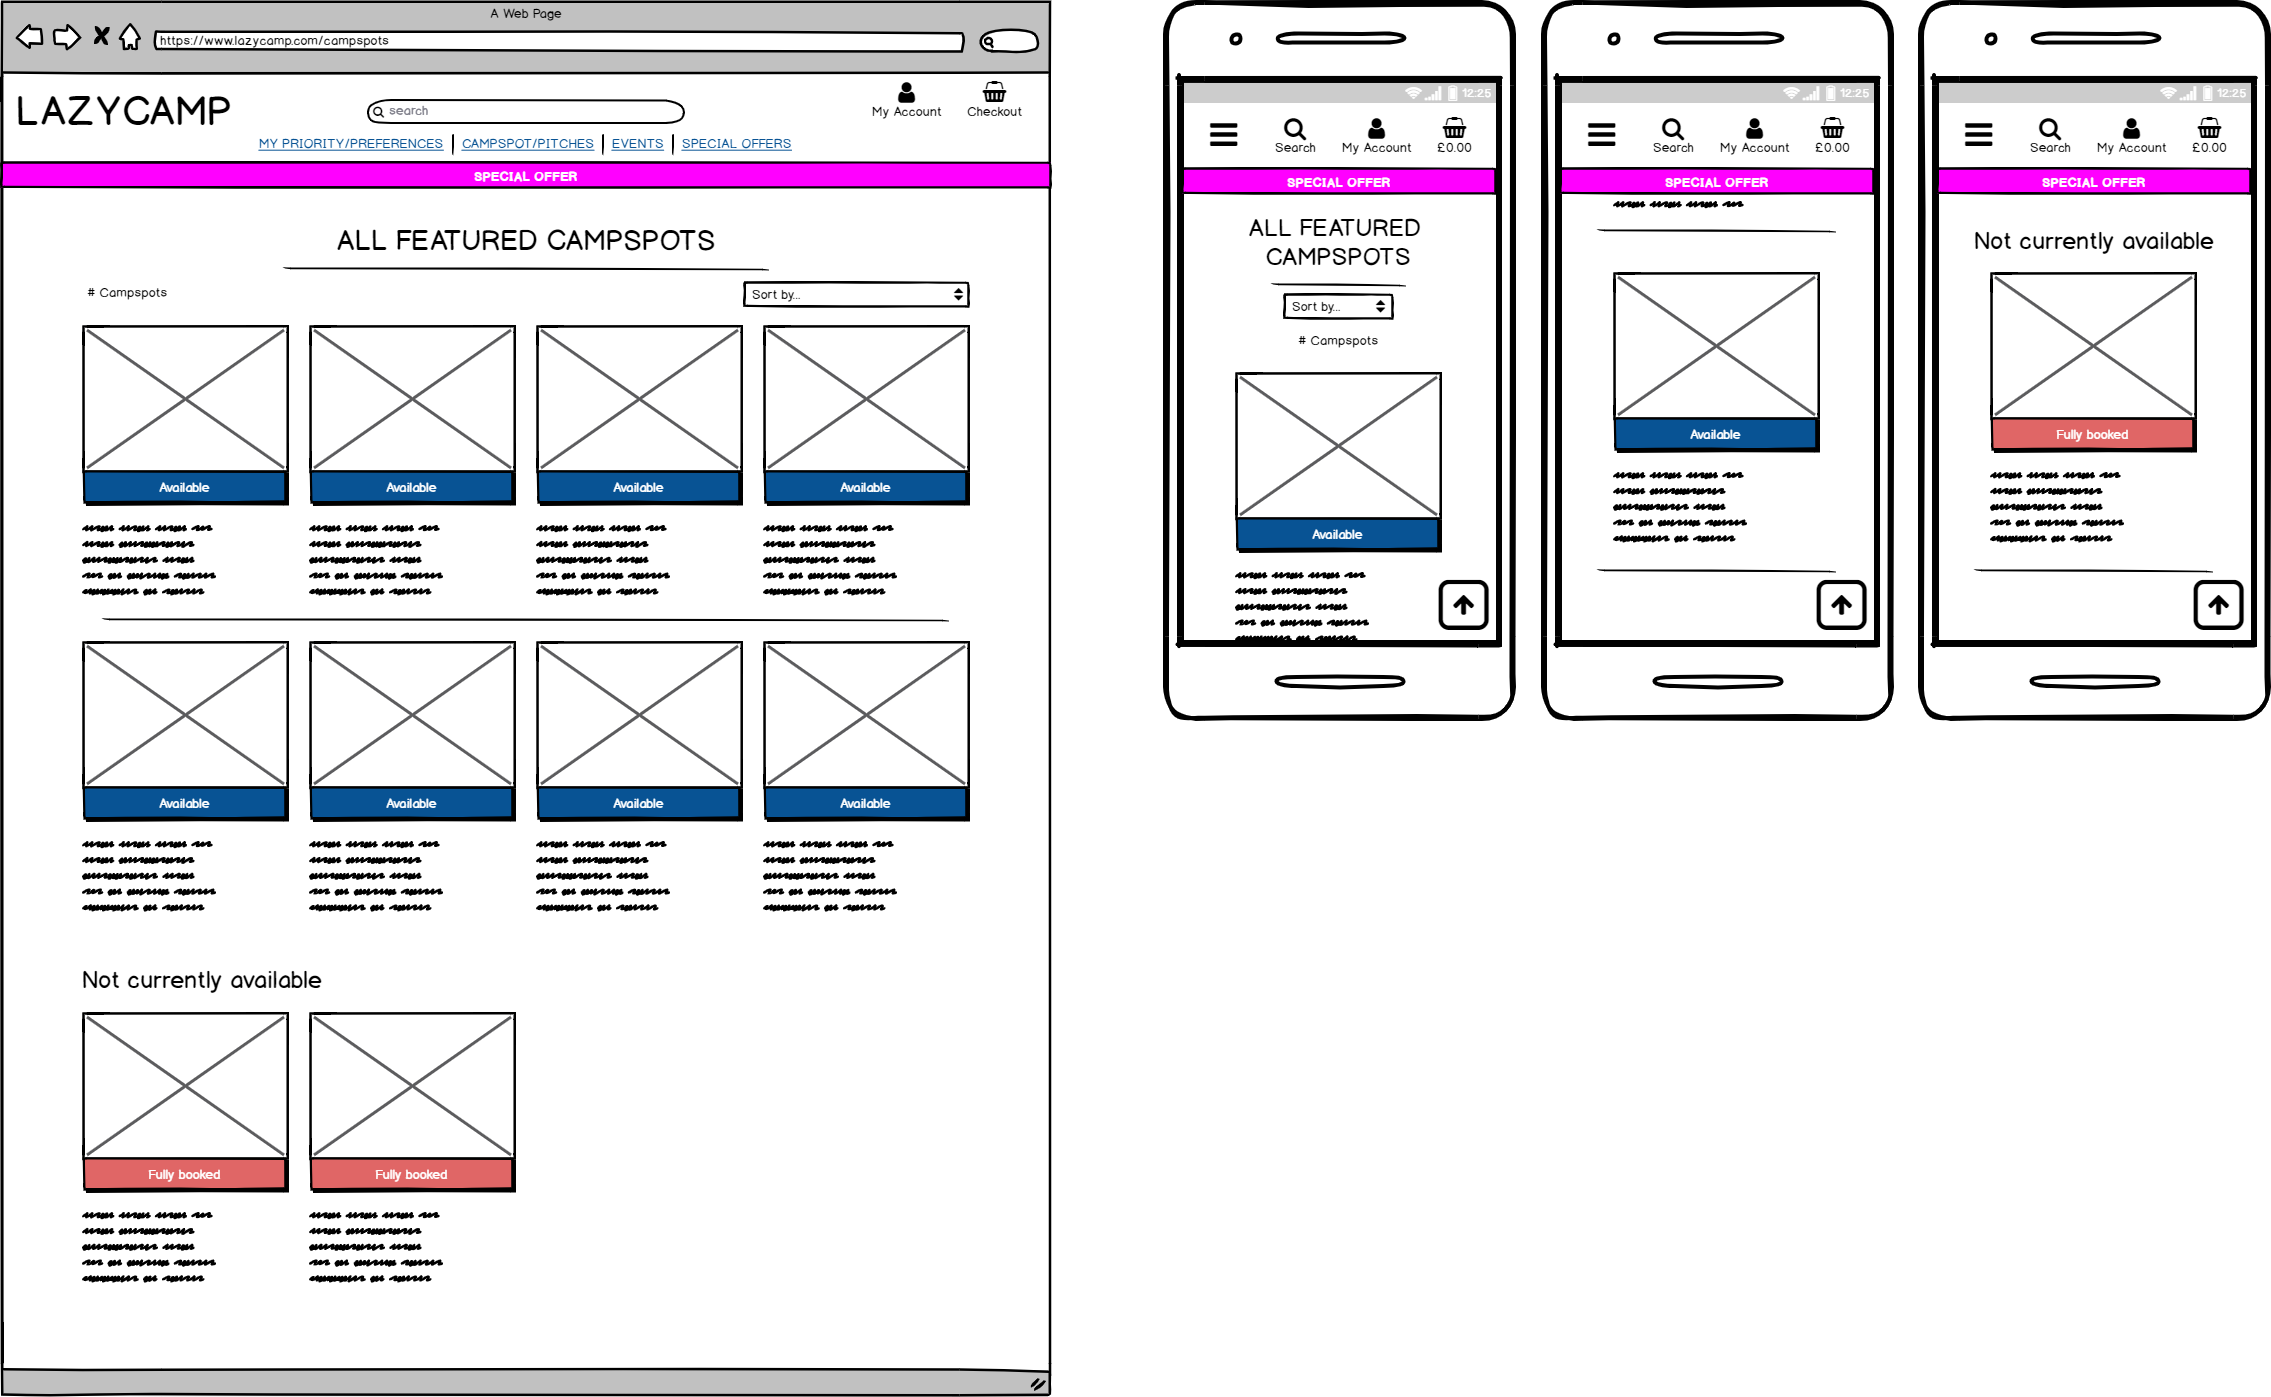 A Web Page
https://www.lazycamp.com/campspots
LAZYCAMP
search
My Account
Checkout
MY PRIORITY/PREFERENCES
CAMPSPOT/PITCHES
EVENTS
SPECIAL OFFERS
SPECIAL OFFER
ALL FEATURED CAMPSPOTS
# Campspots
Sort by...
Available
Available
Available
Available
Available
Available
Available
Available
Not currently available
Fully booked
Fully booked
12:25
Search
My Account
£0.00
SPECIAL OFFER
ALL FEATURED
CAMPSPOTS
Sort by...
# Campspots
Available
12:25
Search
My Account
£0.00
SPECIAL OFFER
Available
12:25
Search
My Account
£0.00
SPECIAL OFFER
Not currently available
Fully booked